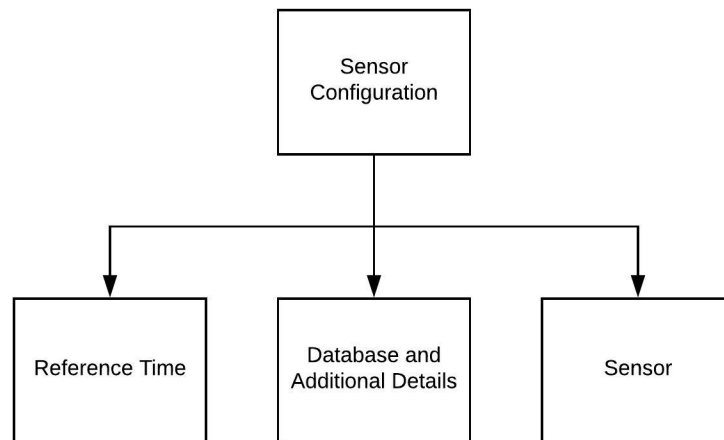 Sensor
Configuration
Reference Time
Database and
Additional Details
Sensor